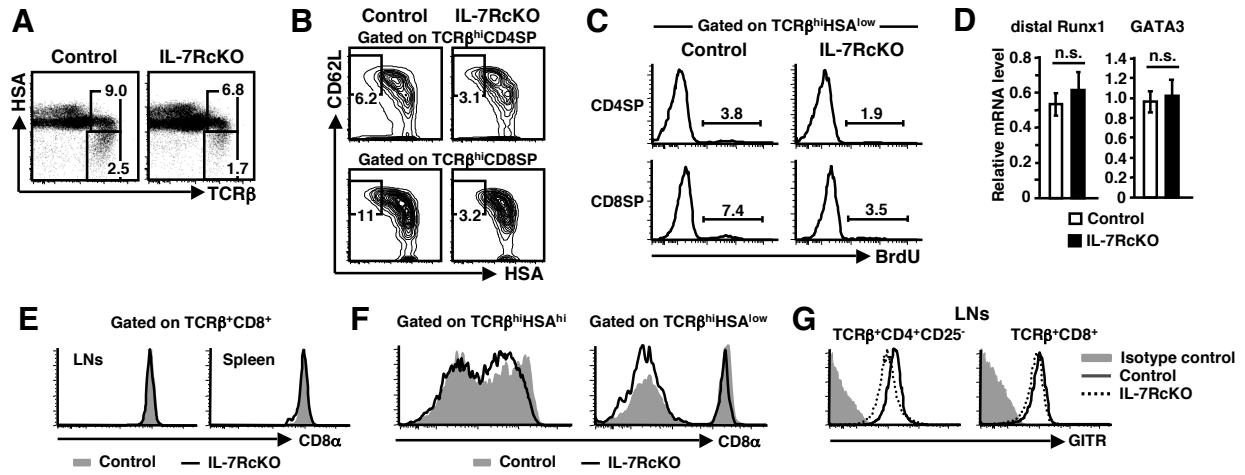 A
Control IL-7RcKO
HSA
9.0
2.5
6.8
1.7
TCRβ
B
Control IL-7RcKO
Gated on TCRβhiCD4SP
CD62L
6.2
3.1
Gated on TCRβhiCD8SP
11
3.2
HSA
C
Gated on TCRβhiHSAlow
Control IL-7RcKO
CD4SP
3.8
1.9
CD8SP
7.4
3.5
BrdU
D
distal Runx1 GATA3
n.s.
n.s.
Relative mRNA level
0.8
0.6
0.4
0.2
0
1.4
1.2
1.0
0.8
0.6
0.4
0.2
0
Control
IL-7RcKO
E
Gated on TCRβ+CD8+
LNs
Spleen
CD8α
Control IL-7RcKO
F
Gated on TCRβhiHSAhi Gated on TCRβhiHSAlow
CD8α
Control IL-7RcKO
G
LNs
TCRβ+CD4+CD25- TCRβ+CD8+
Isotype control
Control
IL-7RcKO
GITR